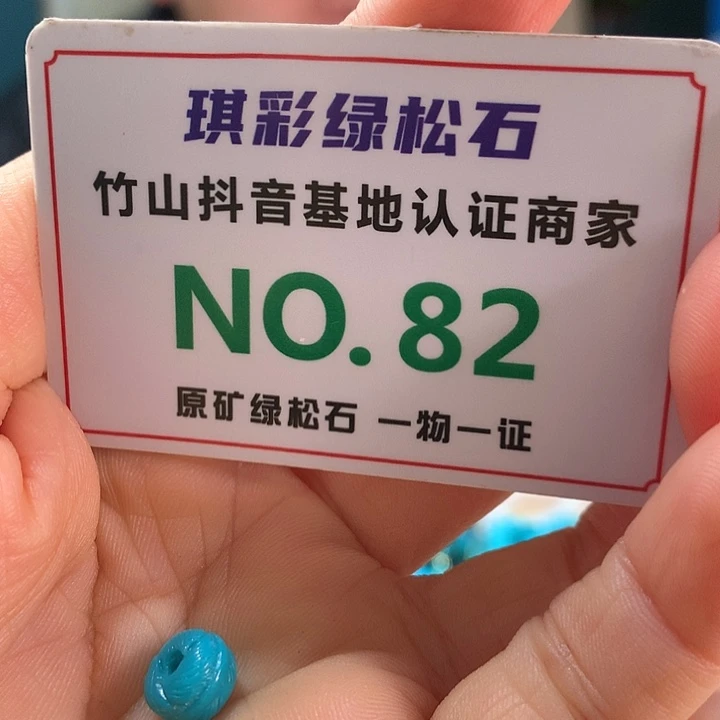 琪彩绿松石
竹山抖音基地认证商家
NO.82
原矿绿松石 一物一证